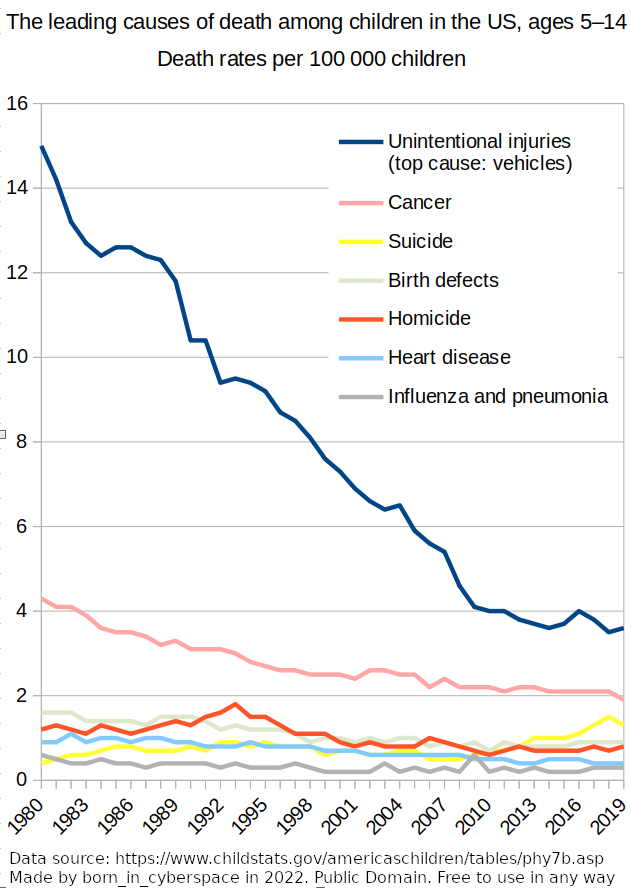 The leading causes of death among children in the US, ages 5–14
Death rates per 100 000 children
16
14
12
10
8
6
4
2
0
Unintentional injuries
(top cause: vehicles)
Cancer
Suicide
Birth defects
Homicide
Heart disease
Influenza and pneumonia
1980
1983
1986
1989
1992
1995
1998
2001
2004
2007
2010
2013
2016
2019
Data source: https://www.childstats.gov/americaschildren/tables/phy7b.asp
Made by born_in_cyberspace in 2022. Public Domain. Free to use in any way